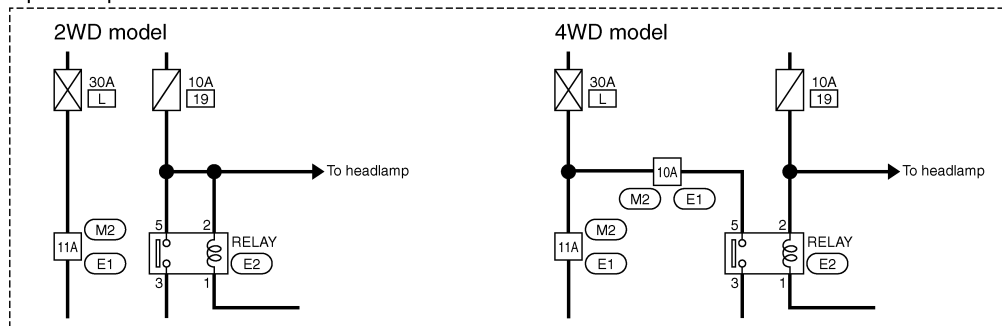 2WD model
30A
L
10A
19
To headlamp
M2
11A
E1
5
2
RELAY
E2
3
1
4WD model
30A
L
10A
19
To headlamp
10A
M2
E1
M2
11A
E1
5
2
RELAY
E2
3
1